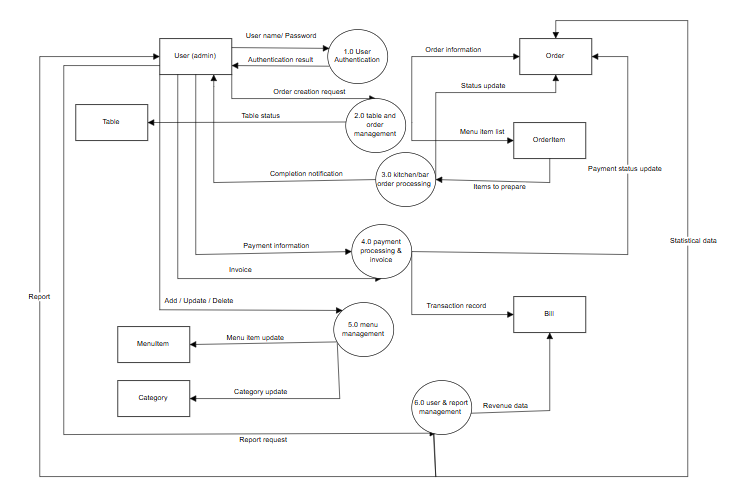 User name/ Password
User (admin)
1.0 User
Authentication
Authentication result
Order information
Order
Status update
Order creation request
Table
Table status
2.0 table and
order
management
Menu item list
OrderItem
Payment status update
Completion notification
3.0 kitchen/bar
order processing
Items to prepare
Statistical data
Payment information
4.0 payment
processing &
invoice
Invoice
Report
Add / Update / Delete
Transaction record
Bill
5.0 menu
management
MenuItem
Menu item update
Category
Category update
6.0 user & report
management
Revenue data
Report request